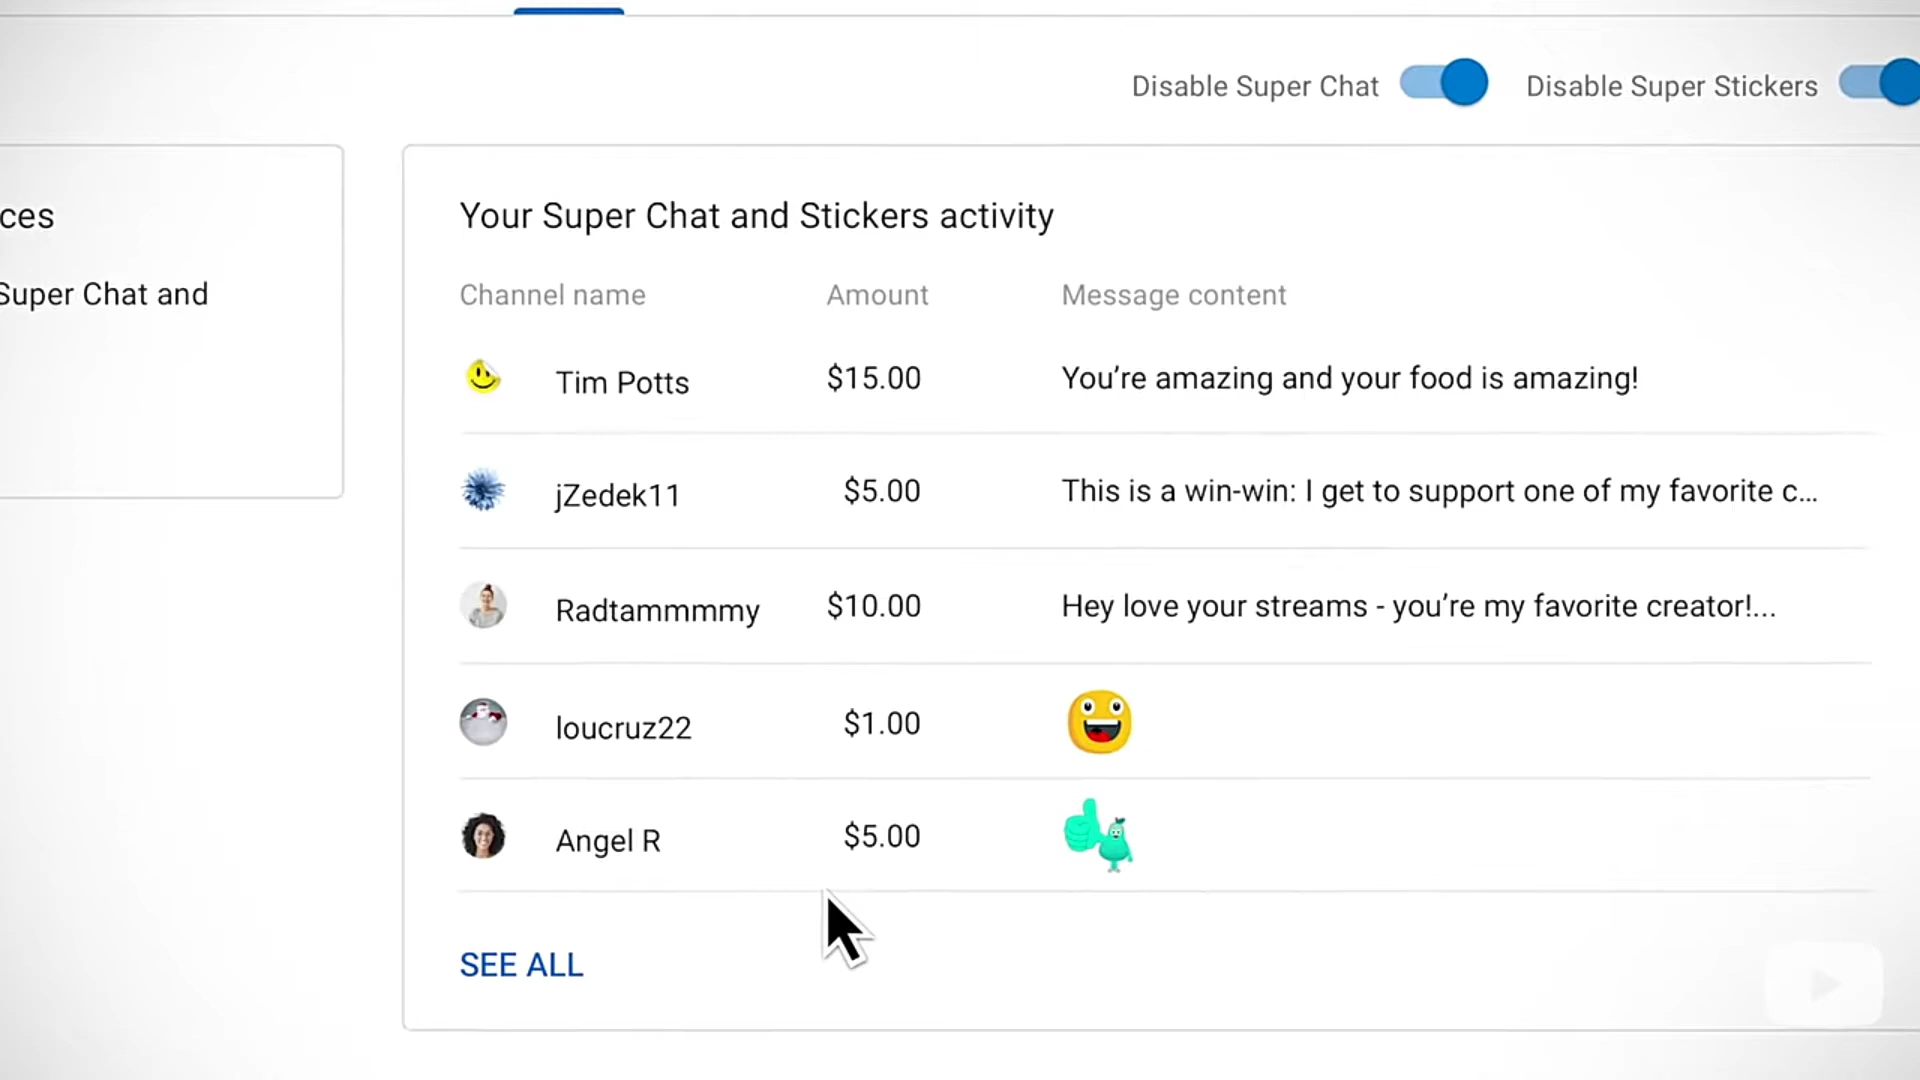 Disable Super Chat
Disable Super Stickers
ces
Super Chat and
Your Super Chat and Stickers activity
Channel name Amount Message content
Tim Potts $15.00 You’re amazing and your food is amazing!
jZedek11 $5.00 This is a win-win: I get to support one of my favorite c...
Radtammmmy $10.00 Hey love your streams - you’re my favorite creator!...
loucruz22 $1.00
Angel R $5.00
SEE ALL